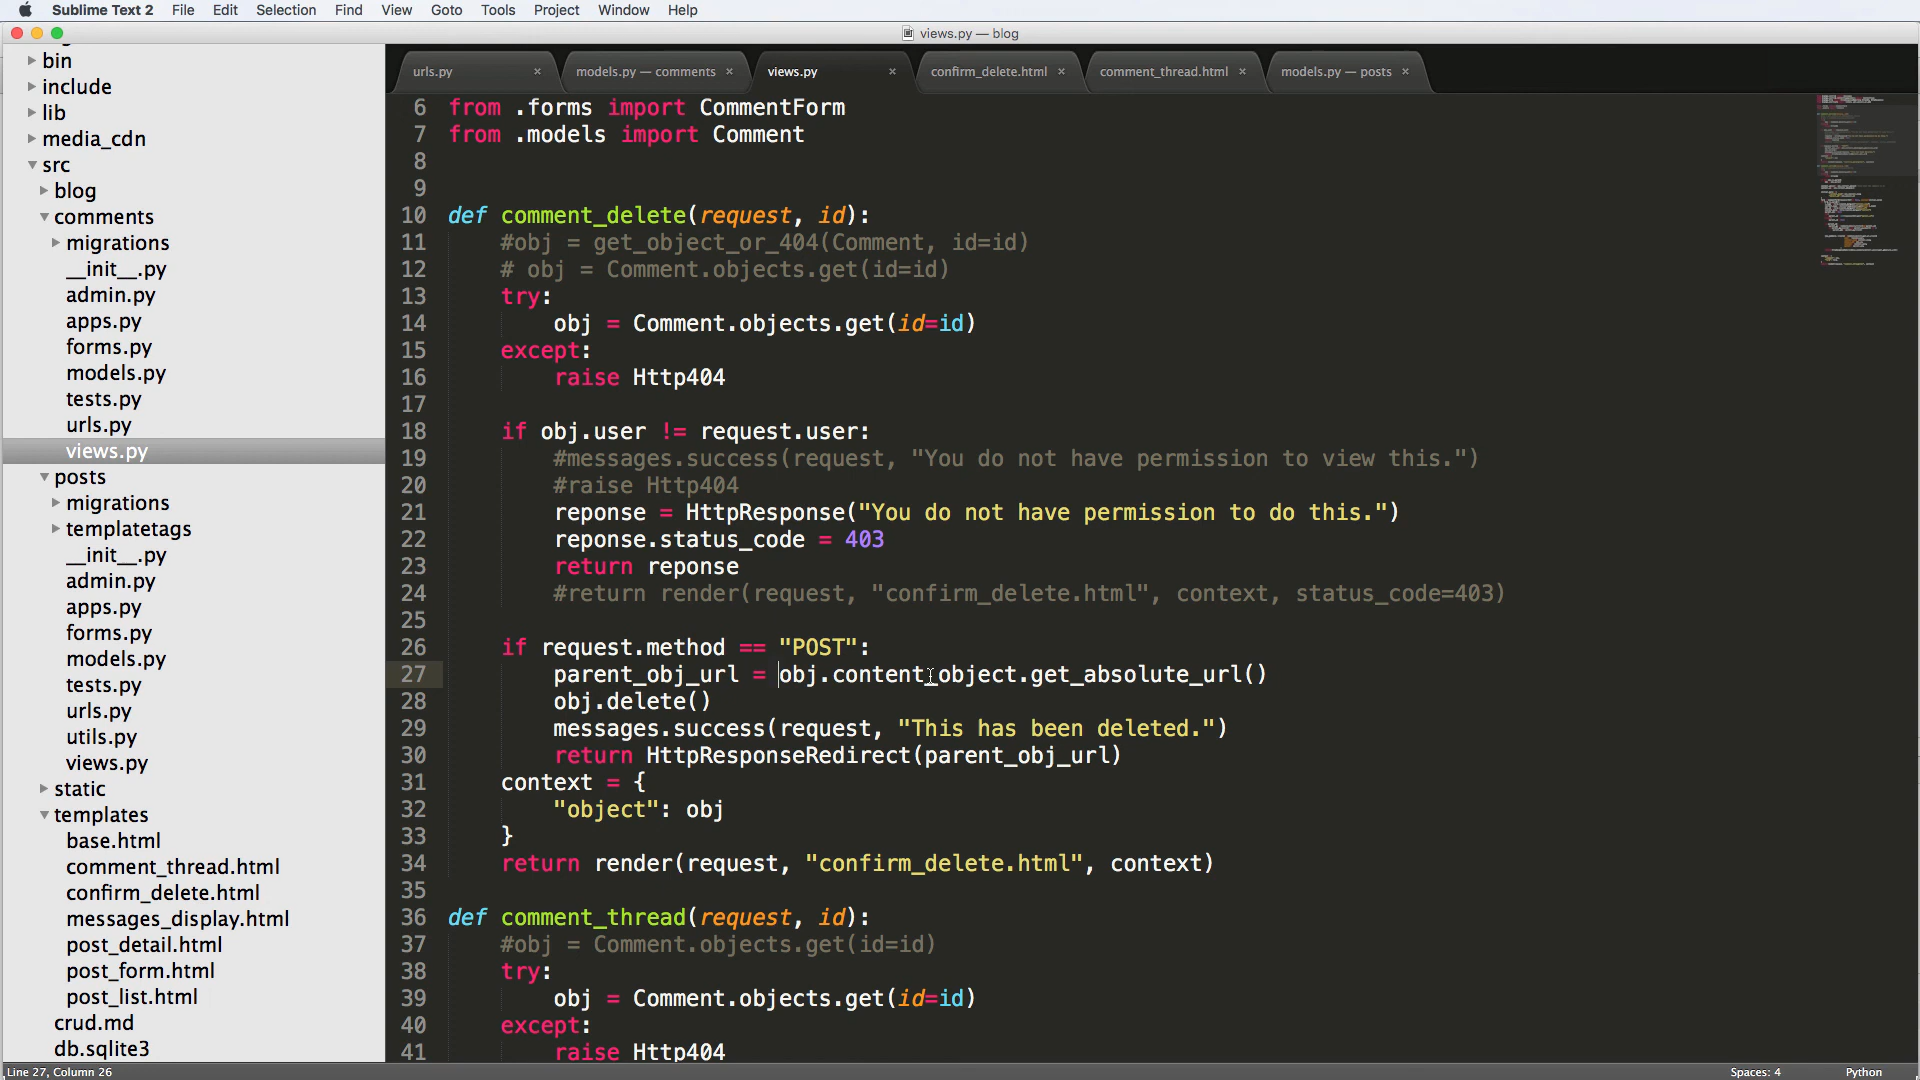 Sublime Text 2 File Edit Selection Find View Goto Tools Project Window Help
views.py — blog
urls.py × models.py — comments × views.py × confirm_delete.html × comment_thread.html × models.py — posts ×
bin
include
lib
media_cdn
src
blog
comments
migrations
__init__.py
admin.py
apps.py
forms.py
models.py
tests.py
urls.py
views.py
posts
migrations
templatetags
__init__.py
admin.py
apps.py
forms.py
models.py
tests.py
urls.py
utils.py
views.py
static
templates
base.html
comment_thread.html
confirm_delete.html
messages_display.html
post_detail.html
post_form.html
post_list.html
crud.md
db.sqlite3
6 from .forms import CommentForm
7 from .models import Comment
8
9
10 def comment_delete(request, id):
11 #obj = get_object_or_404(Comment, id=id)
12 # obj = Comment.objects.get(id=id)
13 try:
14 obj = Comment.objects.get(id=id)
15 except:
16 raise Http404
17
18 if obj.user != request.user:
19 #messages.success(request, "You do not have permission to view this.")
20 #raise Http404
21 reponse = HttpResponse("You do not have permission to do this.")
22 reponse.status_code = 403
23 return reponse
24 #return render(request, "confirm_delete.html", context, status_code=403)
25
26 if request.method == "POST":
27 parent_obj_url = obj.content_object.get_absolute_url()
28 obj.delete()
29 messages.success(request, "This has been deleted.")
30 return HttpResponseRedirect(parent_obj_url)
31 context = {
32 "object": obj
33 }
34 return render(request, "confirm_delete.html", context)
35
36 def comment_thread(request, id):
37 #obj = Comment.objects.get(id=id)
38 try:
39 obj = Comment.objects.get(id=id)
40 except:
41 raise Http404
Line 27, Column 26 Spaces: 4 Python